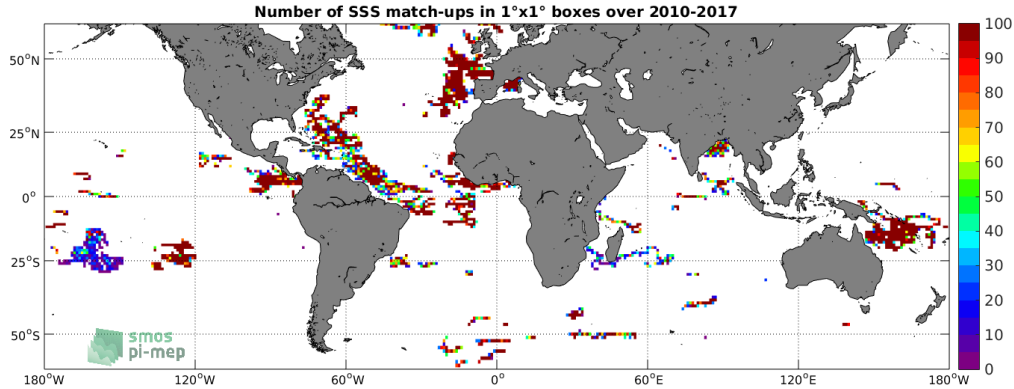 Number of SSS match-ups in 1°x1° boxes over 2010-2017
50°N
25°N
0°
25°S
50°S
180°W
120°W
60°W
0°E
60°E
120°E
180°W
100
90
80
70
60
50
40
30
20
10
0
smos
pi-mep